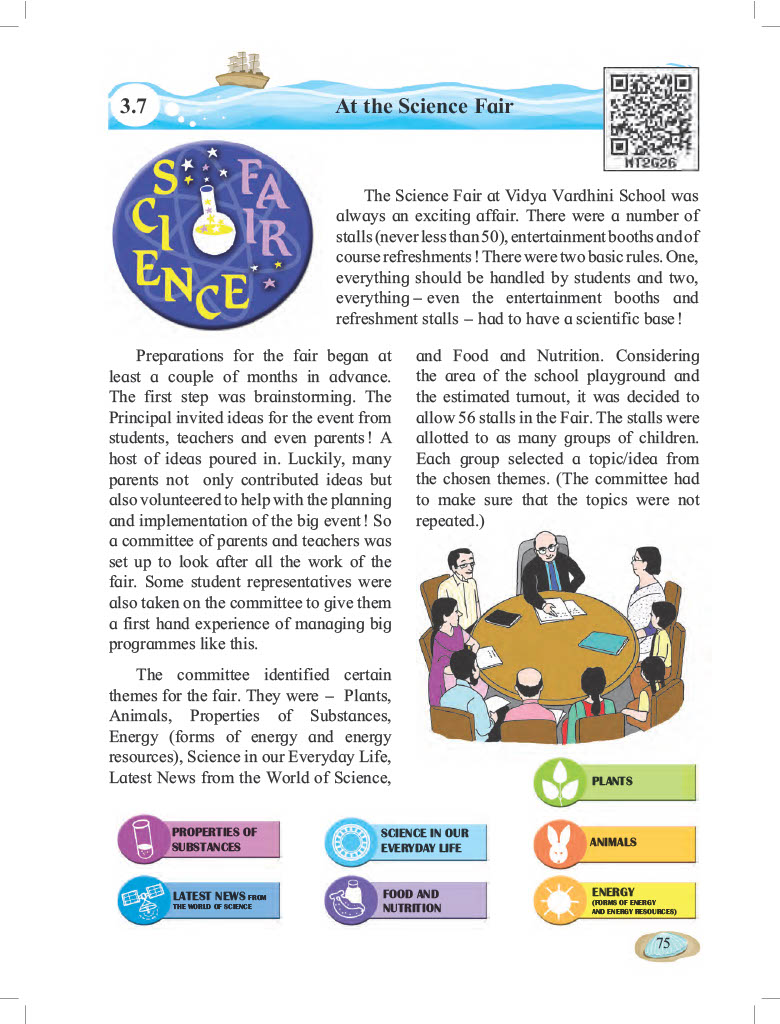 3.7
At the Science Fair
NT2G26
SCIENCE
FAIR
The Science Fair at Vidya Vardhini School was
always an exciting affair. There were a number of
stalls (never less than 50), entertainment booths and of
course refreshments ! There were two basic rules. One,
everything should be handled by students and two,
everything – even the entertainment booths and
refreshment stalls – had to have a scientific base !
Preparations for the fair began at
least a couple of months in advance.
The first step was brainstorming. The
Principal invited ideas for the event from
students, teachers and even parents ! A
host of ideas poured in. Luckily, many
parents not only contributed ideas but
also volunteered to help with the planning
and implementation of the big event ! So
a committee of parents and teachers was
set up to look after all the work of the
fair. Some student representatives were
also taken on the committee to give them
a first hand experience of managing big
programmes like this.
The committee identified certain
themes for the fair. They were – Plants,
Animals, Properties of Substances,
Energy (forms of energy and energy
resources), Science in our Everyday Life,
Latest News from the World of Science,
and Food and Nutrition. Considering
the area of the school playground and
the estimated turnout, it was decided to
allow 56 stalls in the Fair. The stalls were
allotted to as many groups of children.
Each group selected a topic/idea from
the chosen themes. (The committee had
to make sure that the topics were not
repeated.)
PLANTS
PROPERTIES OF
SUBSTANCES
SCIENCE IN OUR
EVERYDAY LIFE
ANIMALS
LATEST NEWS FROM
THE WORLD OF SCIENCE
FOOD AND
NUTRITION
ENERGY
(FORMS OF ENERGY
AND ENERGY RESOURCES)
75